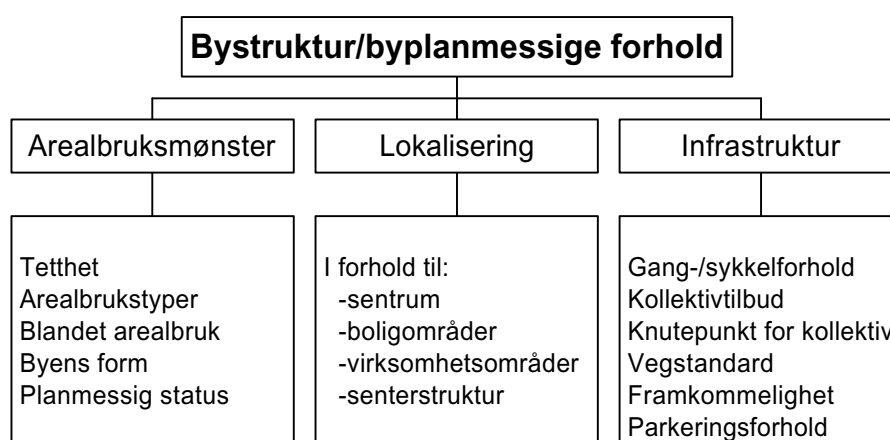 Bystruktur/byplanmessige forhold
Arealbruksmønster
Lokalisering
Infrastruktur
Tetthet
Arealbrukstyper
Blandet arealbruk
Byens form
Planmessig status
I forhold til:
-sentrum
-boligområder
-virksomhetsområder
-senterstruktur
Gang-/sykkelforhold
Kollektivtilbud
Knutepunkt for kollektiv
Vegstandard
Framkommelighet
Parkeringsforhold